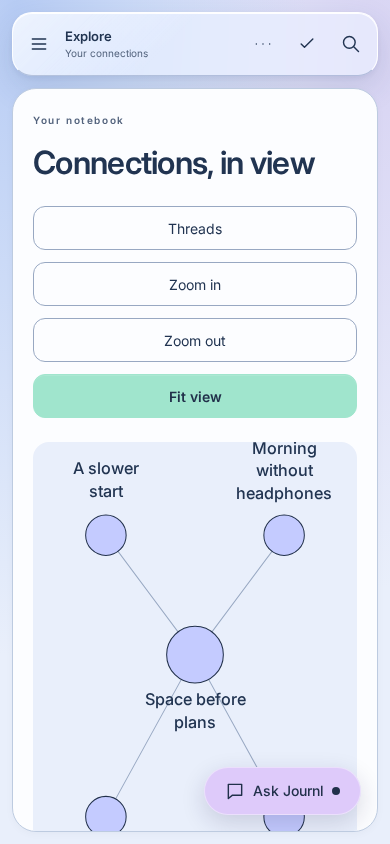 Explore
Your connections
Your notebook
Connections, in view
Threads
Zoom in
Zoom out
Fit view
A slower
start
Morning
without
headphones
Space before
plans
Ask Journl